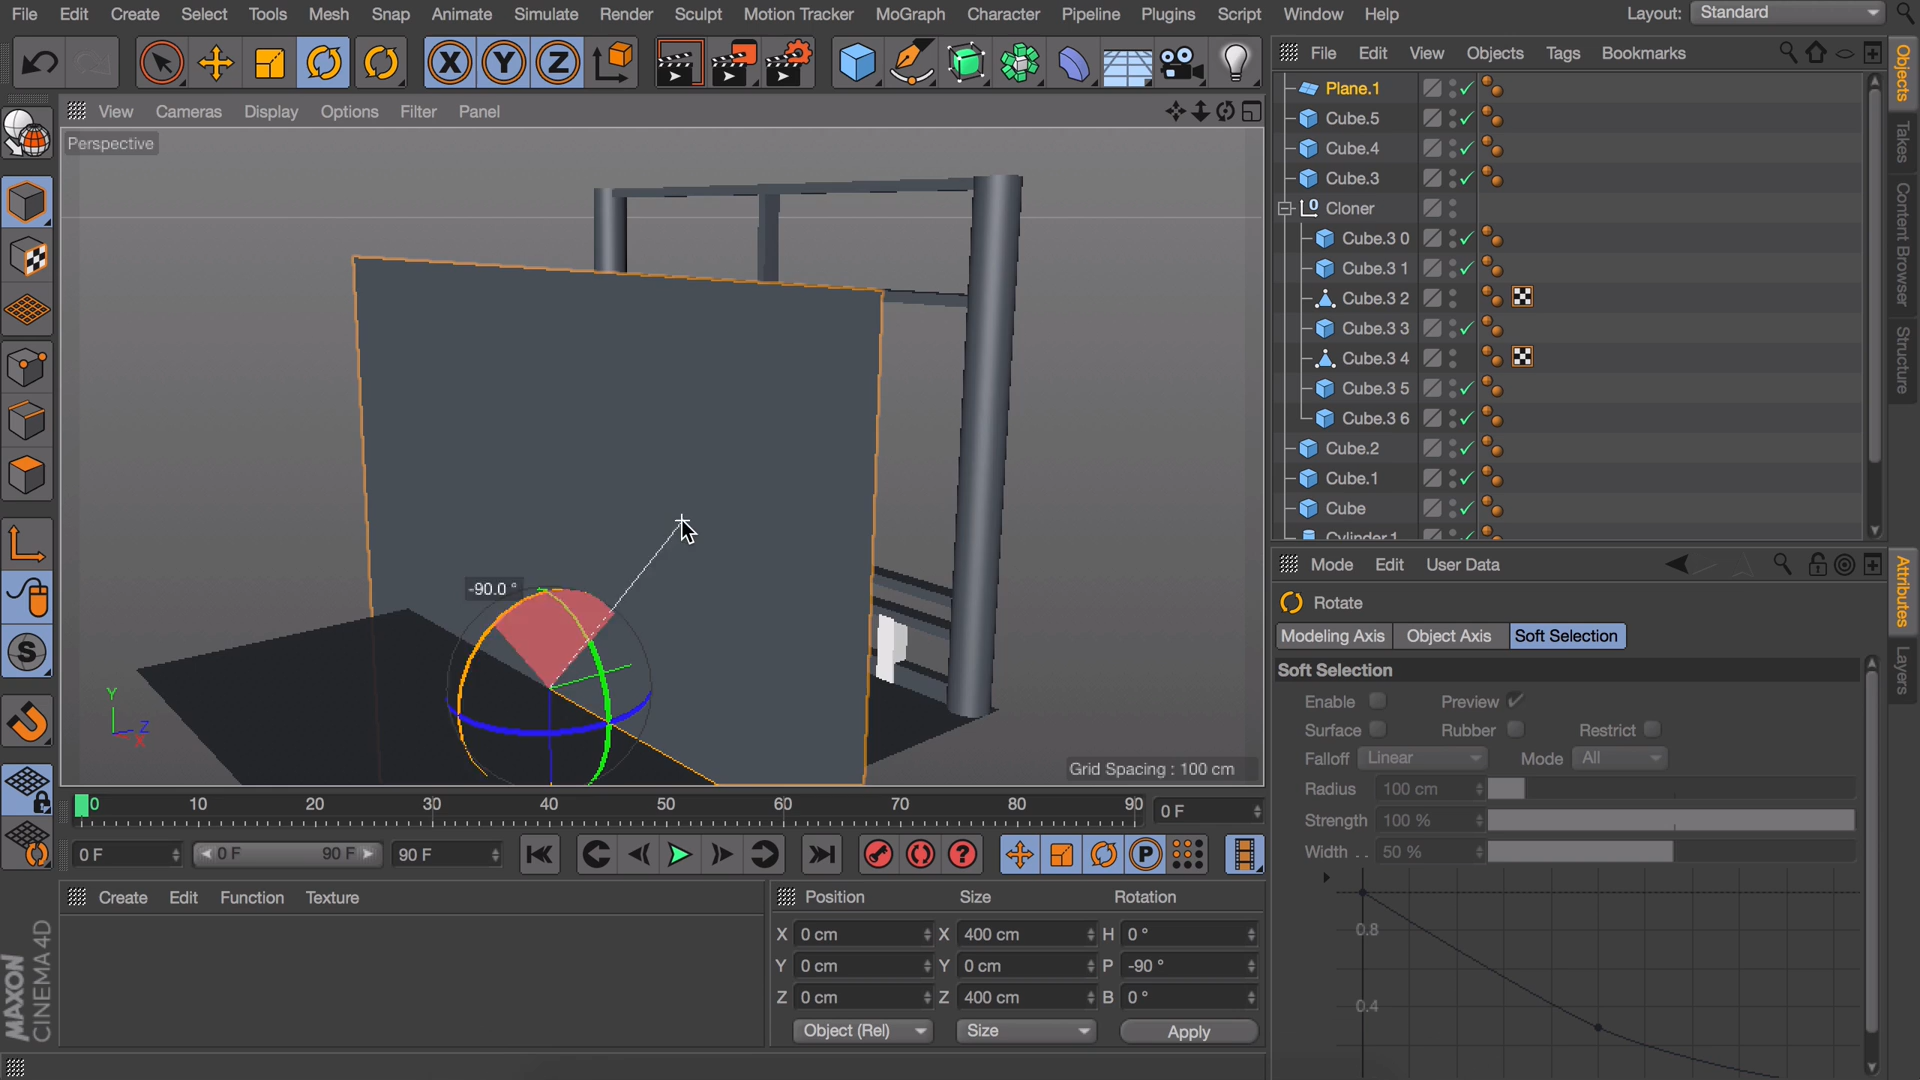 File Edit Create Select Tools Mesh Snap Animate Simulate Render Sculpt Motion Tracker MoGraph Character Pipeline Plugins Script Window Help Layout: Standard
X Y Z
File Edit View Objects Tags Bookmarks
View Cameras Display Options Filter Panel
Perspective
Plane.1
Cube.5
Cube.4
Cube.3
Cloner
Cube.3 0
Cube.3 1
Cube.3 2
Cube.3 3
Cube.3 4
Cube.3 5
Cube.3 6
Cube.2
Cube.1
Cube
Cylinder.1
Objects
Takes
Content Browser
Structure
-90.0 °
Y
Z
X
Grid Spacing : 100 cm
Mode Edit User Data
Rotate
Modeling Axis Object Axis Soft Selection
Soft Selection
Enable Preview
Surface Rubber Restrict
Falloff Linear Mode All
Radius 100 cm
Strength 100 %
Width . . 50 %
0.8
0.4
Attributes
Layers
0 10 20 30 40 50 60 70 80 90 0 F
0 F 0 F 90 F 90 F
Create Edit Function Texture
Position Size Rotation
X 0 cm X 400 cm H 0 °
Y 0 cm Y 0 cm P -90 °
Z 0 cm Z 400 cm B 0 °
Object (Rel) Size Apply
MAXON
CINEMA 4D